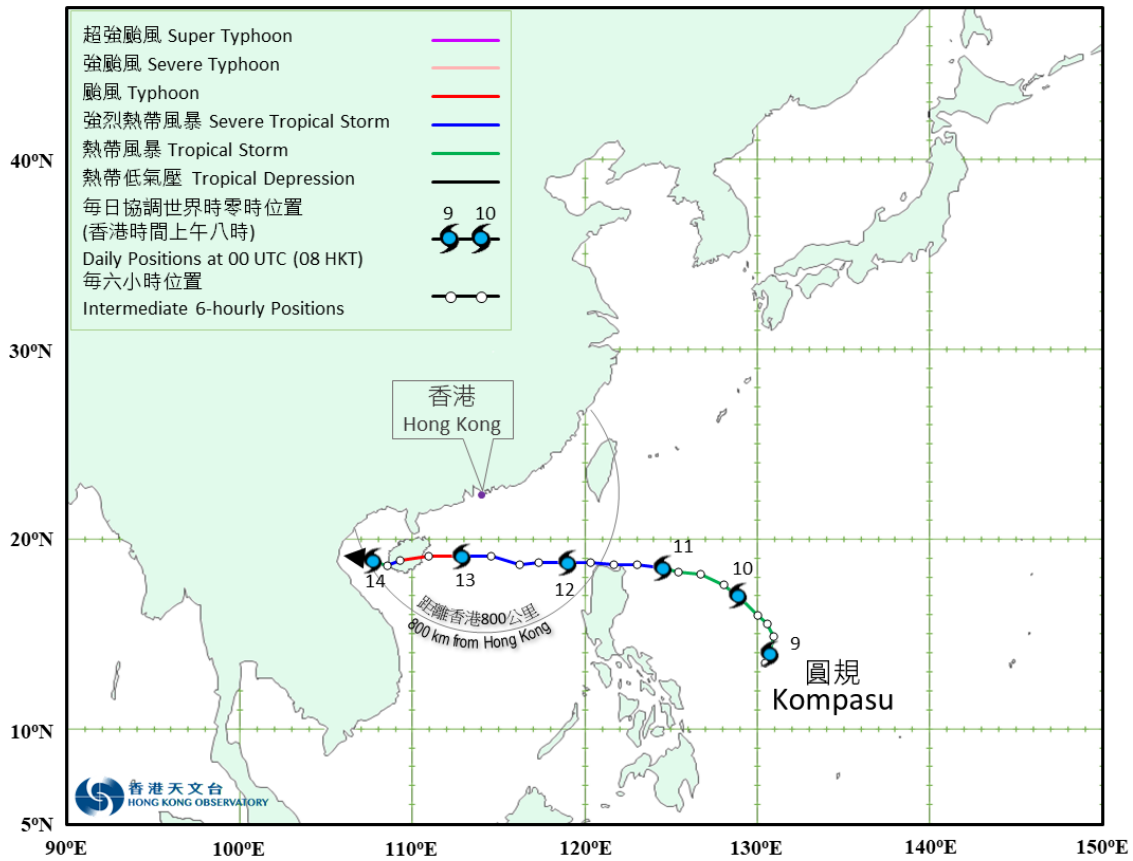 超強颱風 Super Typhoon
強颱風 Severe Typhoon
颱風 Typhoon
強烈熱帶風暴 Severe Tropical Storm
熱帶風暴 Tropical Storm
熱帶低氣壓 Tropical Depression
每日協調世界時零時位置
(香港時間上午八時)
Daily Positions at 00 UTC (08 HKT)
9 10
每六小時位置
Intermediate 6-hourly Positions
40ºN
30ºN
香港
Hong Kong
20ºN
14
13
12
11
10
9
距離香港800公里
800 km from Hong Kong
圓規
Kompasu
10ºN
香港天文台
HONG KONG OBSERVATORY
5ºN
90ºE
100ºE
110ºE
120ºE
130ºE
140ºE
150ºE